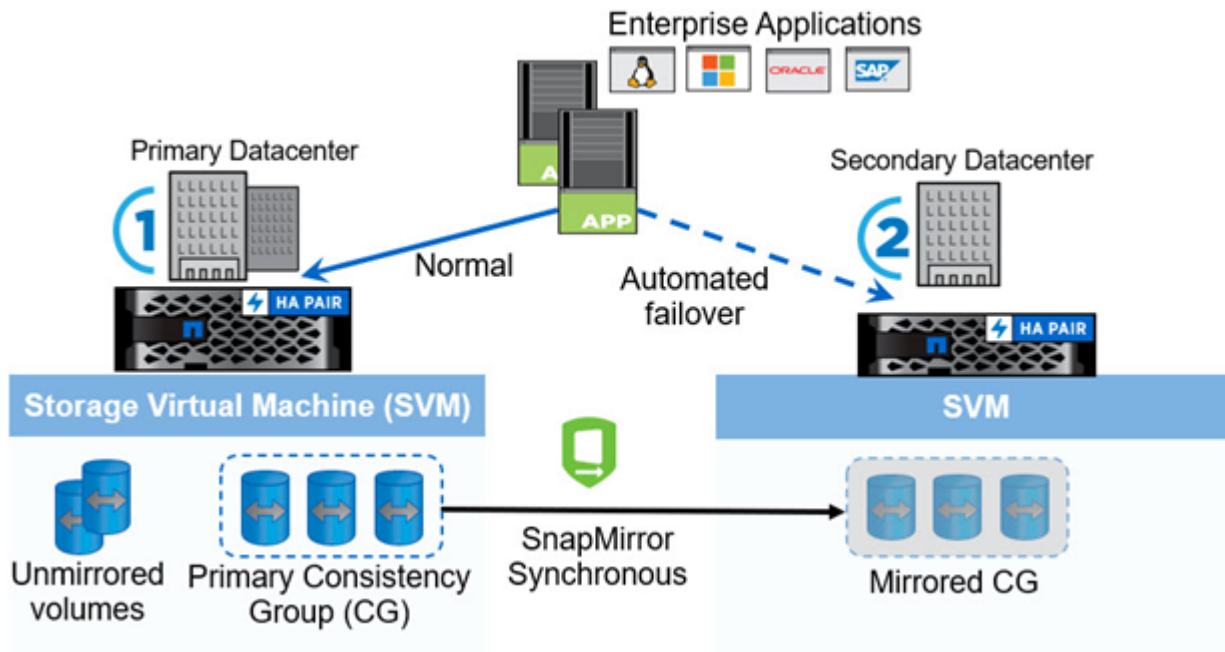 Enterprise Applications
ORACLE
SAP
Primary Datacenter
Secondary Datacenter
1
A
APP
2
Normal
Automated
failover
HA PAIR
HA PAIR
Storage Virtual Machine (SVM)
SVM
Unmirrored
volumes
Primary Consistency
Group (CG)
SnapMirror
Synchronous
Mirrored CG